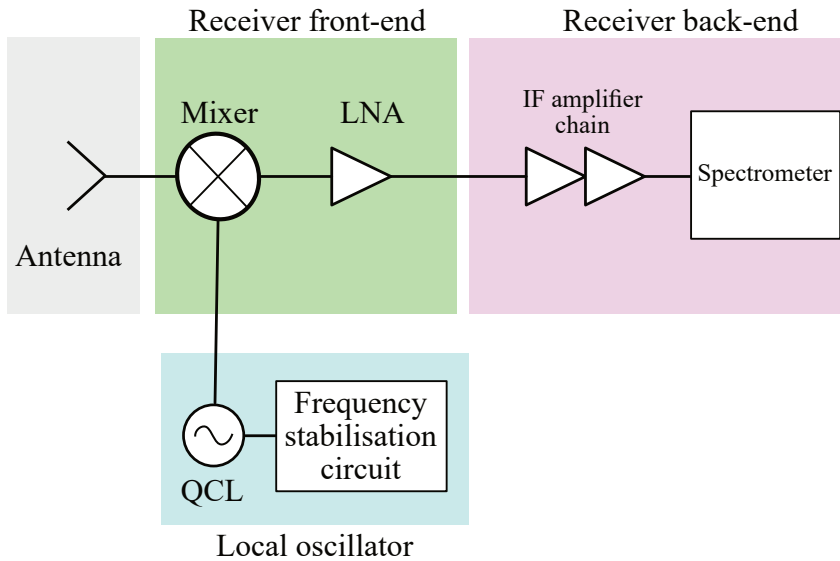 Receiver front-end
Receiver back-end
Mixer
LNA
IF amplifier
chain
Spectrometer
Antenna
Frequency
stabilisation
circuit
QCL
Local oscillator